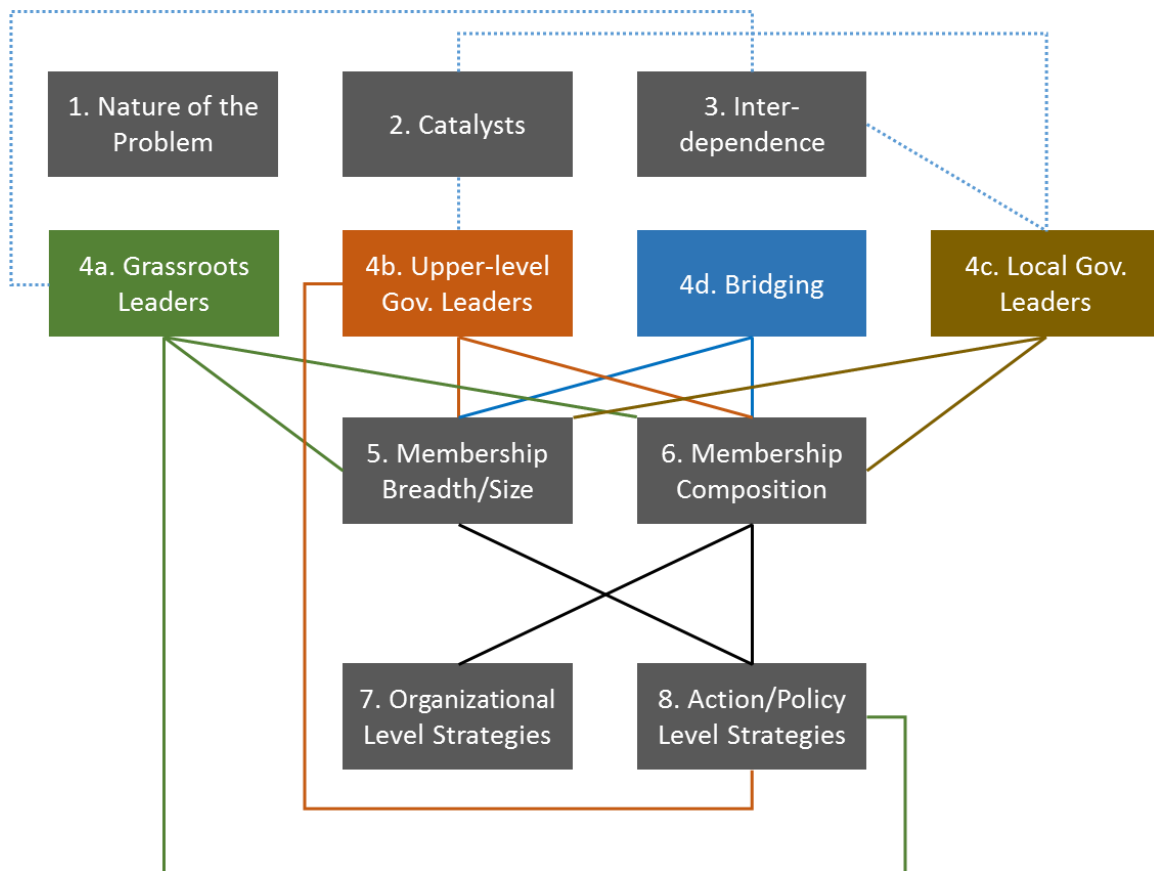 1. Nature of the
Problem
2. Catalysts
3. Inter-
dependence
4a. Grassroots
Leaders
4b. Upper-level
Gov. Leaders
4d. Bridging
4c. Local Gov.
Leaders
5. Membership
Breadth/Size
6. Membership
Composition
7. Organizational
Level Strategies
8. Action/Policy
Level Strategies